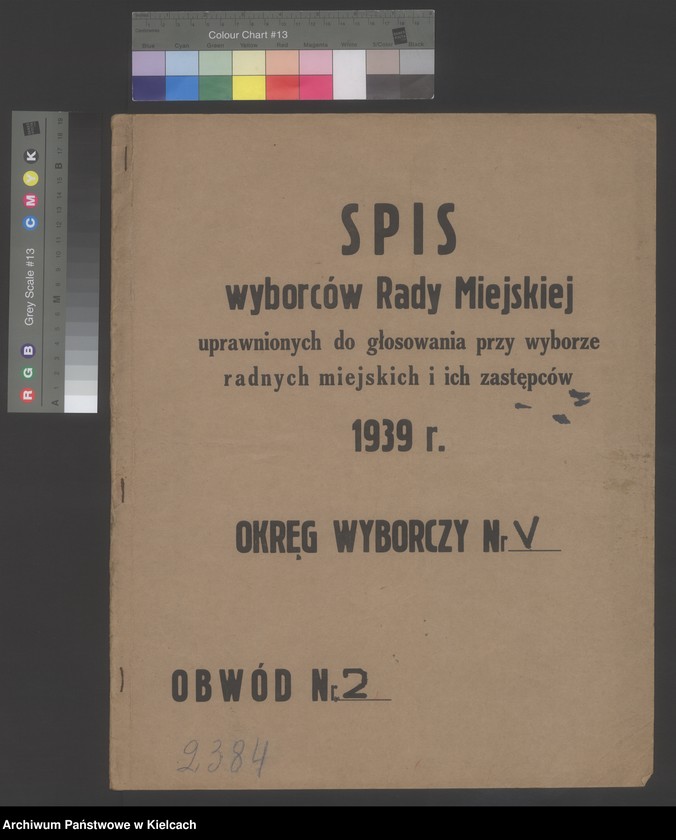 Colour Chart #13
Grey Scale #13
R G B
C M Y K
SPIS
wyborców Rady Miejskiej
uprawnionych do głosowania przy wyborze
radnych miejskich i ich zastępców
1939 r.
OKRĘG WYBORCZY Nr V
OBWÓD Nr. 2
2384
Archiwum Państwowe w Kielcach